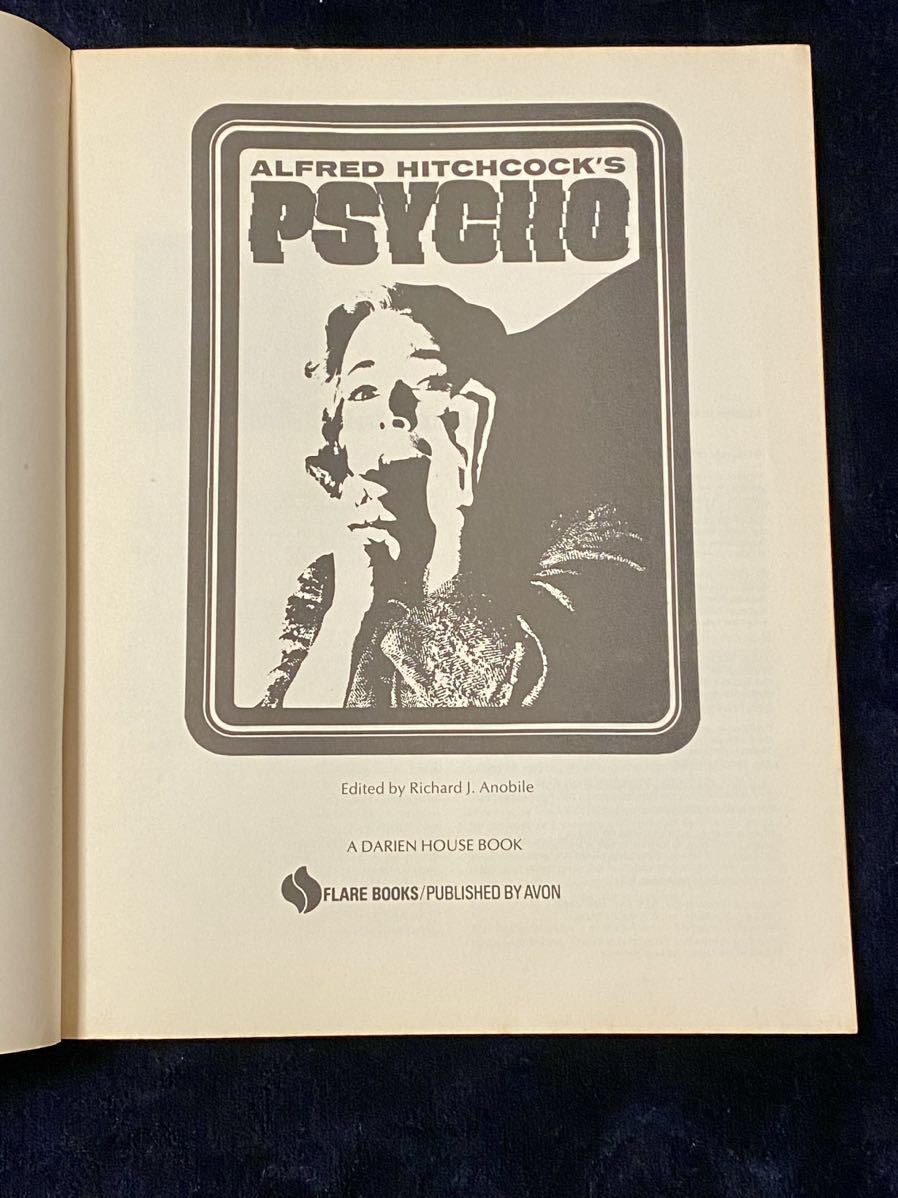 ALFRED HITCHCOCK'S
PSYCHO
Edited by Richard J. Anobile
A DARIEN HOUSE BOOK
FLARE BOOKS/PUBLISHED BY AVON